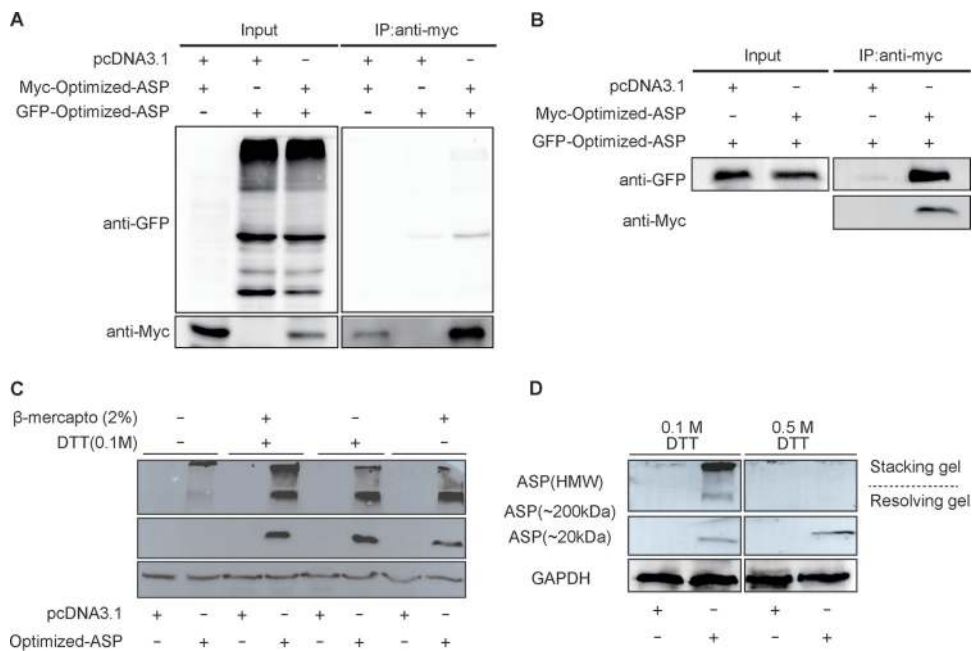 A
Input IP:anti-myc
pcDNA3.1 + + - + + -
Myc-Optimized-ASP + - + + - +
GFP-Optimized-ASP - + + - + +
anti-GFP
anti-Myc
B
Input IP:anti-myc
pcDNA3.1 + - + -
Myc-Optimized-ASP - + - +
GFP-Optimized-ASP + + + +
anti-GFP
anti-Myc
C
β-mercapto (2%) - + - +
DTT(0.1M) - + + -
pcDNA3.1 + - + - + - + -
Optimized-ASP - + - + - + - +
D
0.1 M DTT 0.5 M DTT
ASP(HMW) Stacking gel
Resolving gel
ASP(~200kDa)
ASP(~20kDa)
GAPDH
+ - + -
- + - +